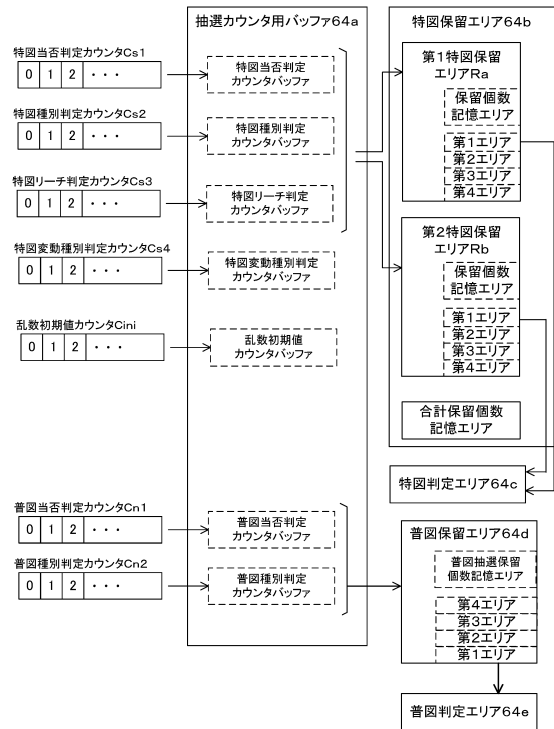 抽選カウンタ用バッファ64a
特図当否判定カウンタCs1
0 1 2 ・・・
特図当否判定
カウンタバッファ
特図種別判定カウンタCs2
0 1 2 ・・・
特図種別判定
カウンタバッファ
特図リーチ判定カウンタCs3
0 1 2 ・・・
特図リーチ判定
カウンタバッファ
特図変動種別判定カウンタCs4
0 1 2 ・・・
特図変動種別判定
カウンタバッファ
乱数初期値カウンタCini
0 1 2 ・・・
乱数初期値
カウンタバッファ
普図当否判定カウンタCn1
0 1 2 ・・・
普図当否判定
カウンタバッファ
普図種別判定カウンタCn2
0 1 2 ・・・
普図種別判定
カウンタバッファ
特図保留エリア64b
第1特図保留
エリアRa
保留個数
記憶エリア
第1エリア
第2エリア
第3エリア
第4エリア
第2特図保留
エリアRb
保留個数
記憶エリア
第1エリア
第2エリア
第3エリア
第4エリア
合計保留個数
記憶エリア
特図判定エリア64c
普図保留エリア64d
普図抽選保留
個数記憶エリア
第4エリア
第3エリア
第2エリア
第1エリア
普図判定エリア64e